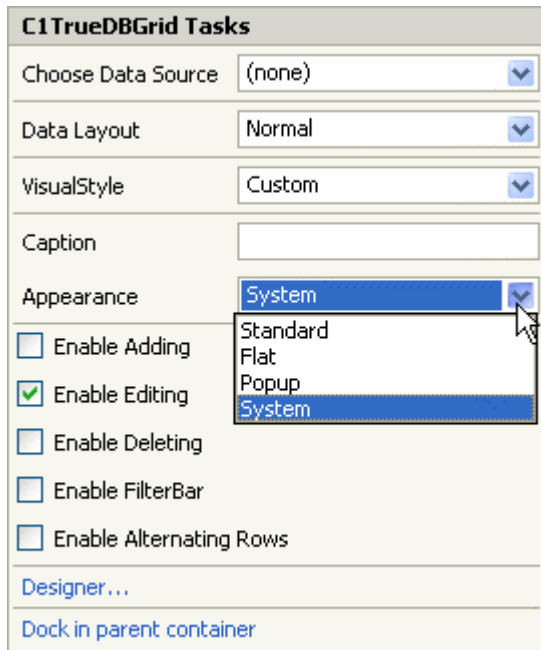 C1TrueDBGrid Tasks
Choose Data Source (none)
Data Layout Normal
VisualStyle Custom
Caption
Appearance System
Standard
Flat
Popup
System
Enable Adding
Enable Editing
Enable Deleting
Enable FilterBar
Enable Alternating Rows
Designer...
Dock in parent container